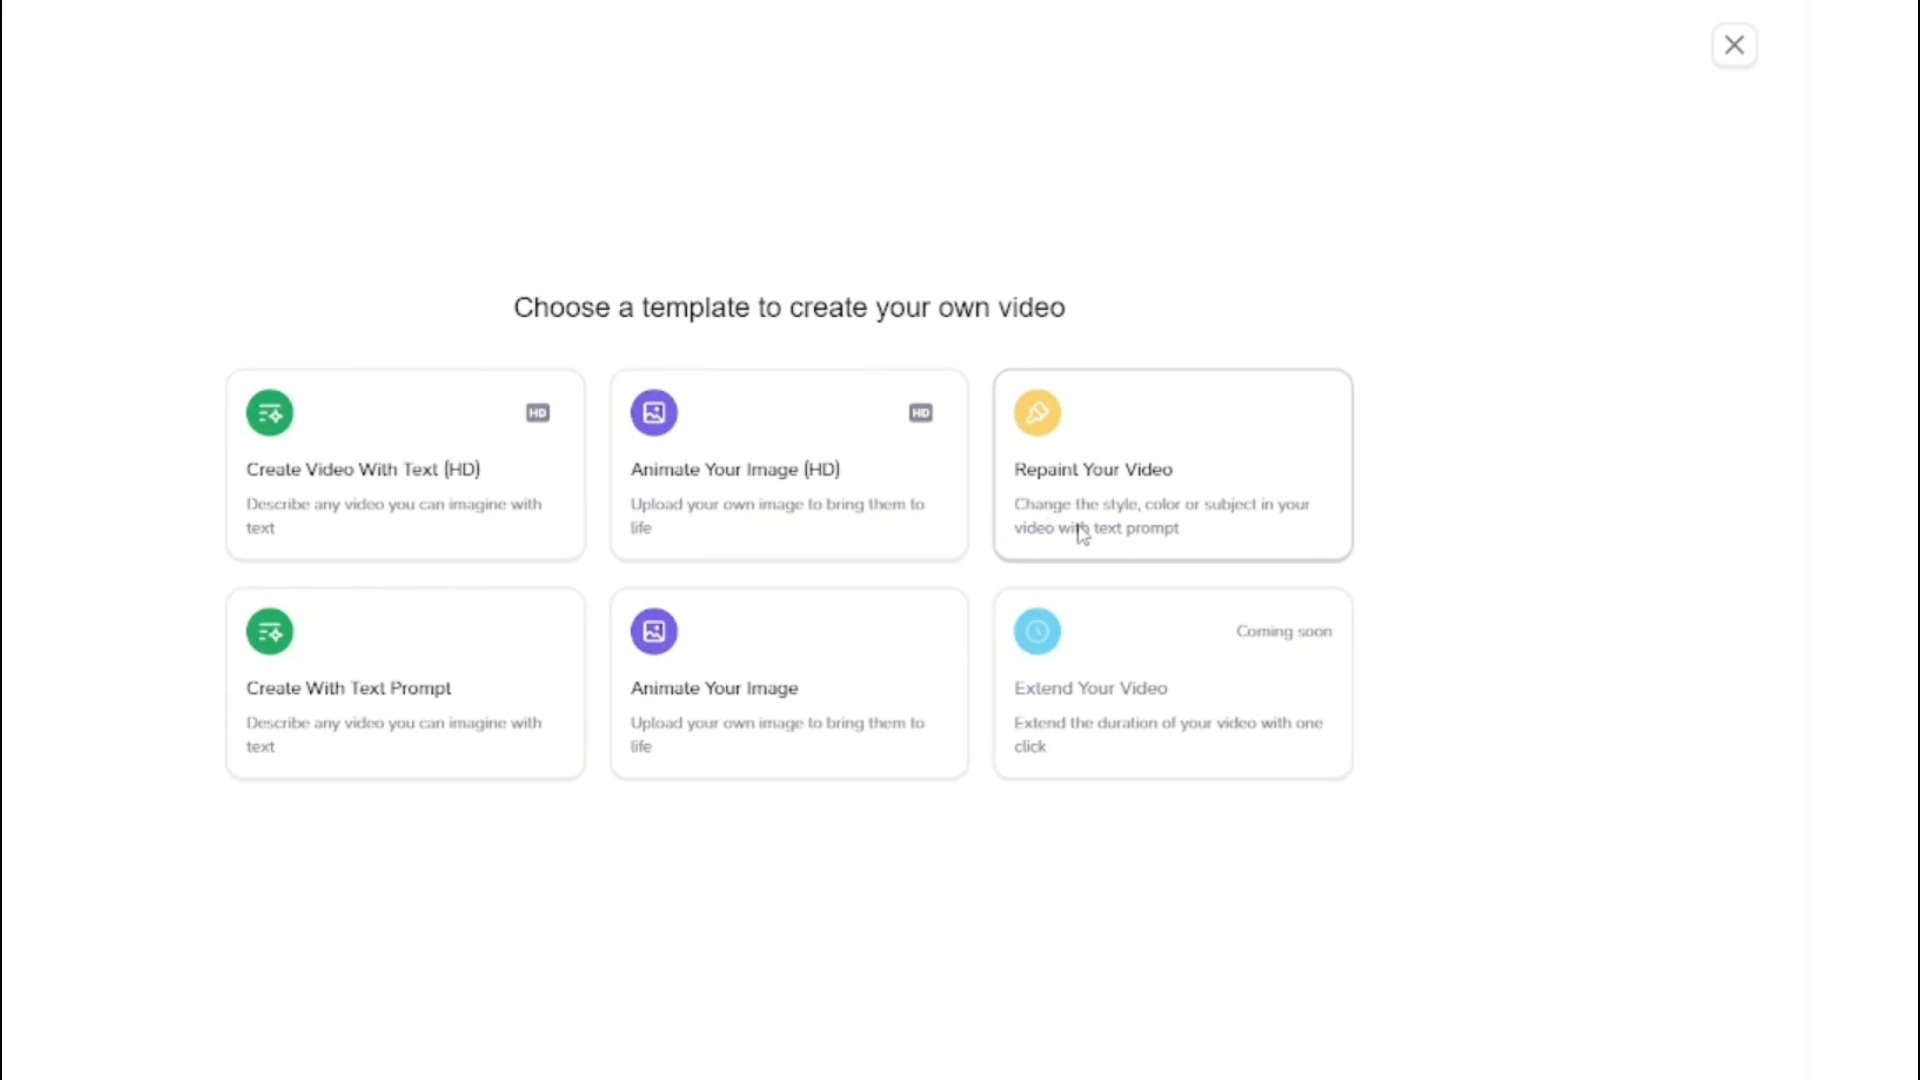 Choose a template to create your own video
HD
Create Video With Text (HD)
Describe any video you can imagine with
text
HD
Animate Your Image (HD)
Upload your own image to bring them to
life
Repaint Your Video
Change the style, color or subject in your
video with text prompt
Create With Text Prompt
Describe any video you can imagine with
text
Animate Your Image
Upload your own image to bring them to
life
Coming soon
Extend Your Video
Extend the duration of your video with one
click